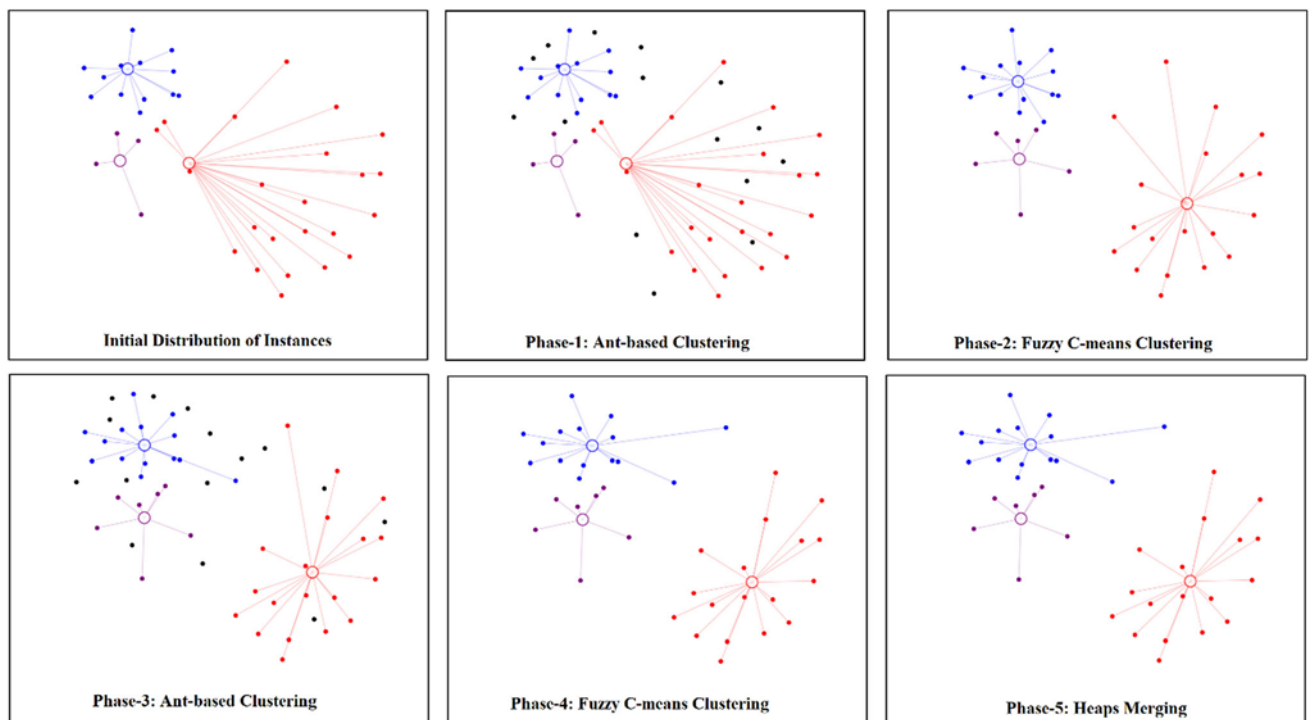 Initial Distribution of Instances
Phase-1: Ant-based Clustering
Phase-2: Fuzzy C-means Clustering
Phase-3: Ant-based Clustering
Phase-4: Fuzzy C-means Clustering
Phase-5: Heaps Merging